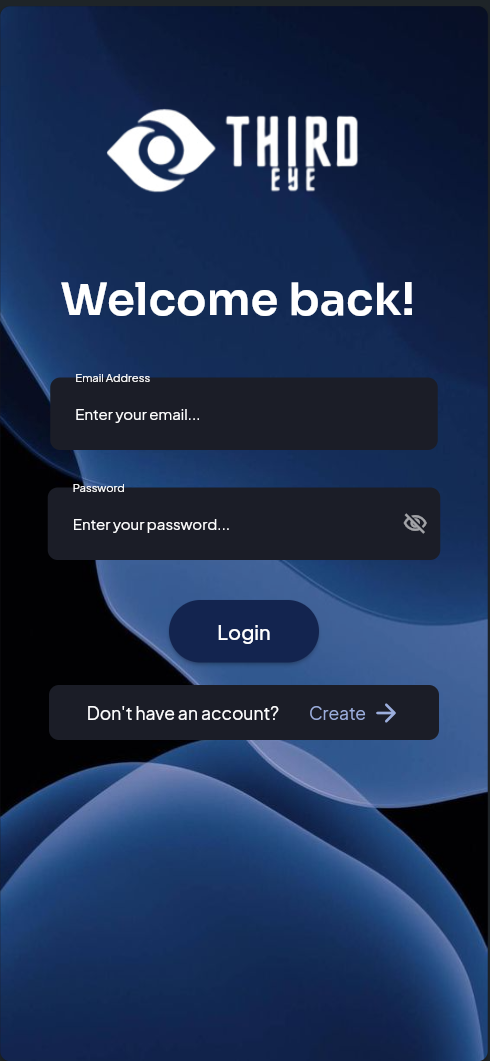 THIRD
EYE
Welcome back!
Email Address
Enter your email...
Password
Enter your password...
Login
Don't have an account? Create